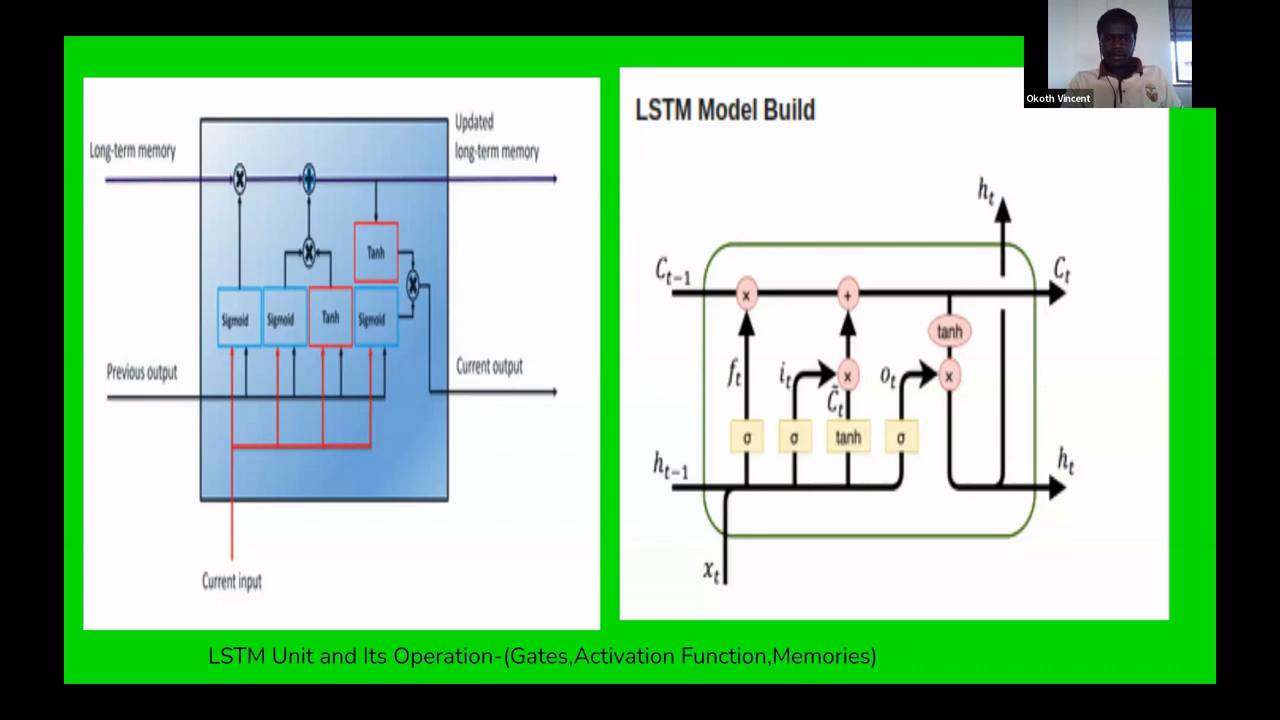 Okoth Vincent
Long-term memory
Updated
long-term memory
Tanh
Sigmoid
Sigmoid
Tanh
Sigmoid
Previous output
Current output
Current input
LSTM Model Build
hₜ
Cₜ₋₁
Cₜ
x
+
tanh
fₜ
iₜ
x
oₜ
x
C̃ₜ
σ
σ
tanh
σ
hₜ₋₁
hₜ
xₜ
LSTM Unit and Its Operation-(Gates,Activation Function,Memories)